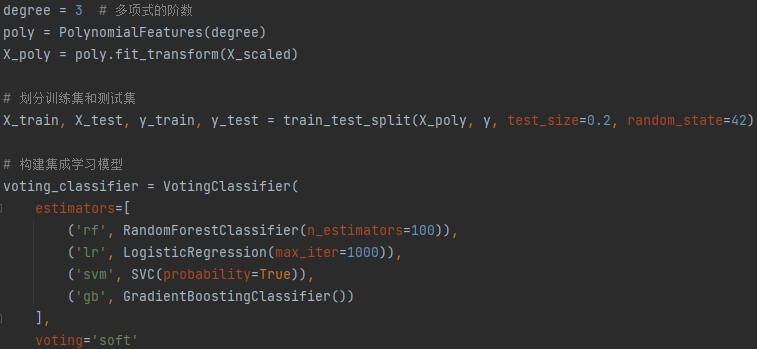 degree = 3  # 多项式的阶数
poly = PolynomialFeatures(degree)
X_poly = poly.fit_transform(X_scaled)
# 划分训练集和测试集
X_train, X_test, y_train, y_test = train_test_split(X_poly, y, test_size=0.2, random_state=42)
# 构建集成学习模型
voting_classifier = VotingClassifier(
    estimators=[
        ('rf', RandomForestClassifier(n_estimators=100)),
        ('lr', LogisticRegression(max_iter=1000)),
        ('svm', SVC(probability=True)),
        ('gb', GradientBoostingClassifier())
    ],
    voting='soft'